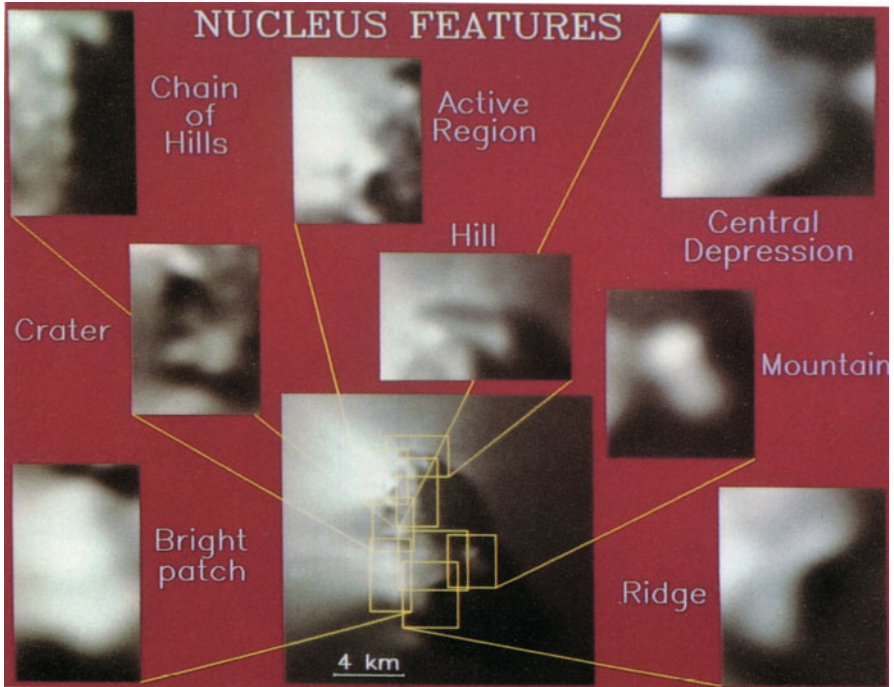 NUCLEUS FEATURES
Chain
of
Hills
Active
Region
Central
Depression
Hill
Crater
Mountain
Bright
patch
Ridge
4 km